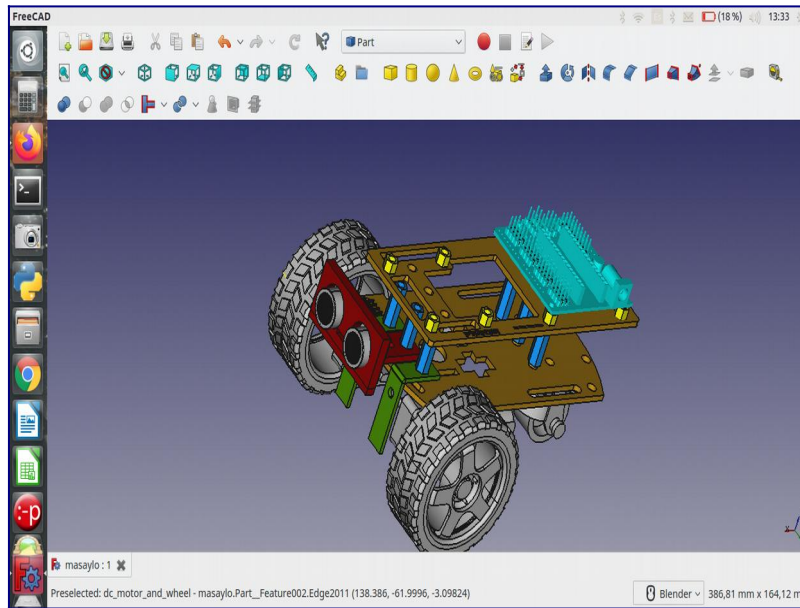 FreeCAD
(18 %) 13:33
Part
masaylo : 1
Preselected: dc_motor_and_wheel - masaylo.Part__Feature002.Edge2011 (138.386, -61.9996, -3.09824)
Blender
386,81 mm x 164,12 m